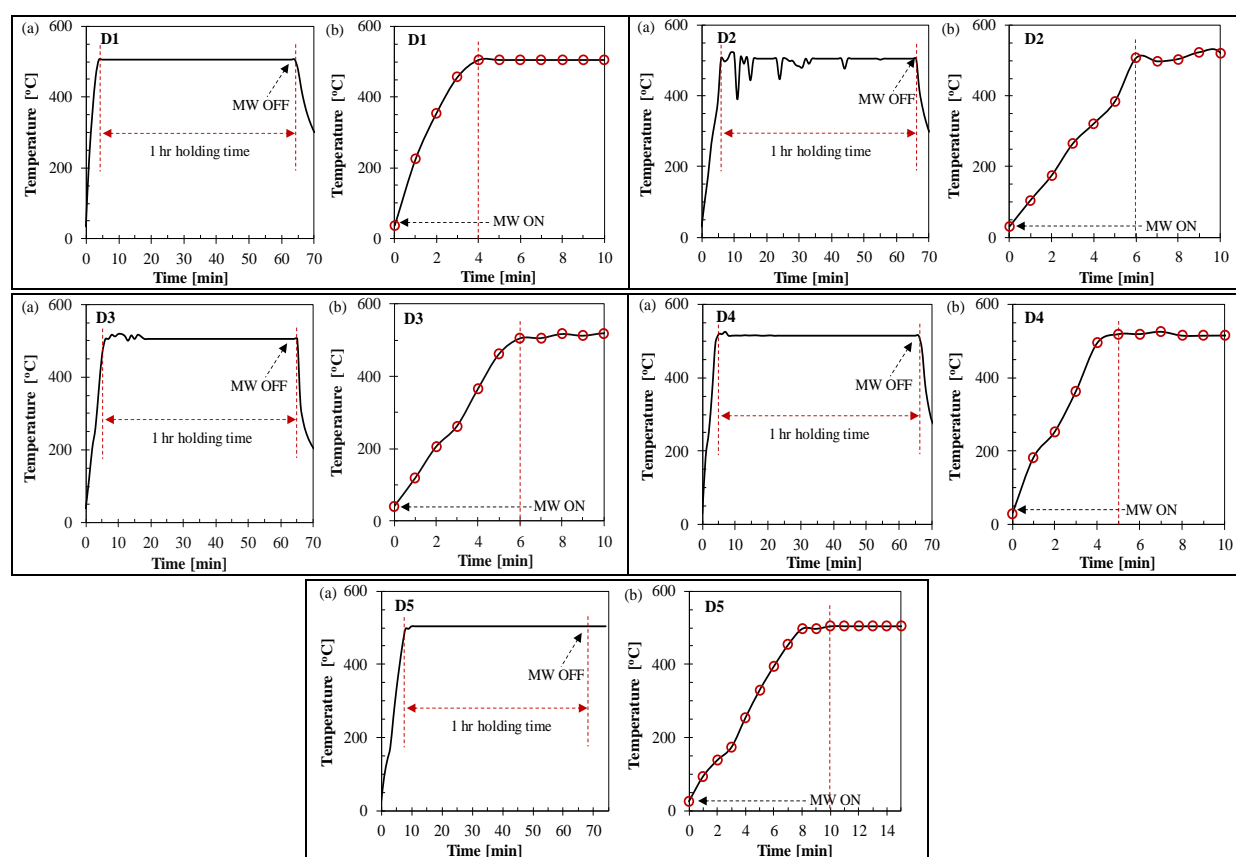 (a)
D1
600
400
200
0
Temperature [°C]
MW OFF
1 hr holding time
0 10 20 30 40 50 60 70
Time [min]
(b)
D1
600
400
200
0
Temperature [°C]
MW ON
0 2 4 6 8 10
Time [min]
(a)
D2
600
400
200
0
Temperature [°C]
MW OFF
1 hr holding time
0 10 20 30 40 50 60 70
Time [min]
(b)
D2
600
400
200
0
Temperature [°C]
MW ON
0 2 4 6 8 10
Time [min]
(a)
D3
600
400
200
0
Temperature [°C]
MW OFF
1 hr holding time
0 10 20 30 40 50 60 70
Time [min]
(b)
D3
600
400
200
0
Temperature [°C]
MW ON
0 2 4 6 8 10
Time [min]
(a)
D4
600
400
200
0
Temperature [°C]
MW OFF
1 hr holding time
0 10 20 30 40 50 60 70
Time [min]
(b)
D4
600
400
200
0
Temperature [°C]
MW ON
0 2 4 6 8 10
Time [min]
(a)
D5
600
400
200
0
Temperature [°C]
MW OFF
1 hr holding time
0 10 20 30 40 50 60 70
Time [min]
(b)
D5
600
400
200
0
Temperature [°C]
MW ON
0 2 4 6 8 10 12 14
Time [min]